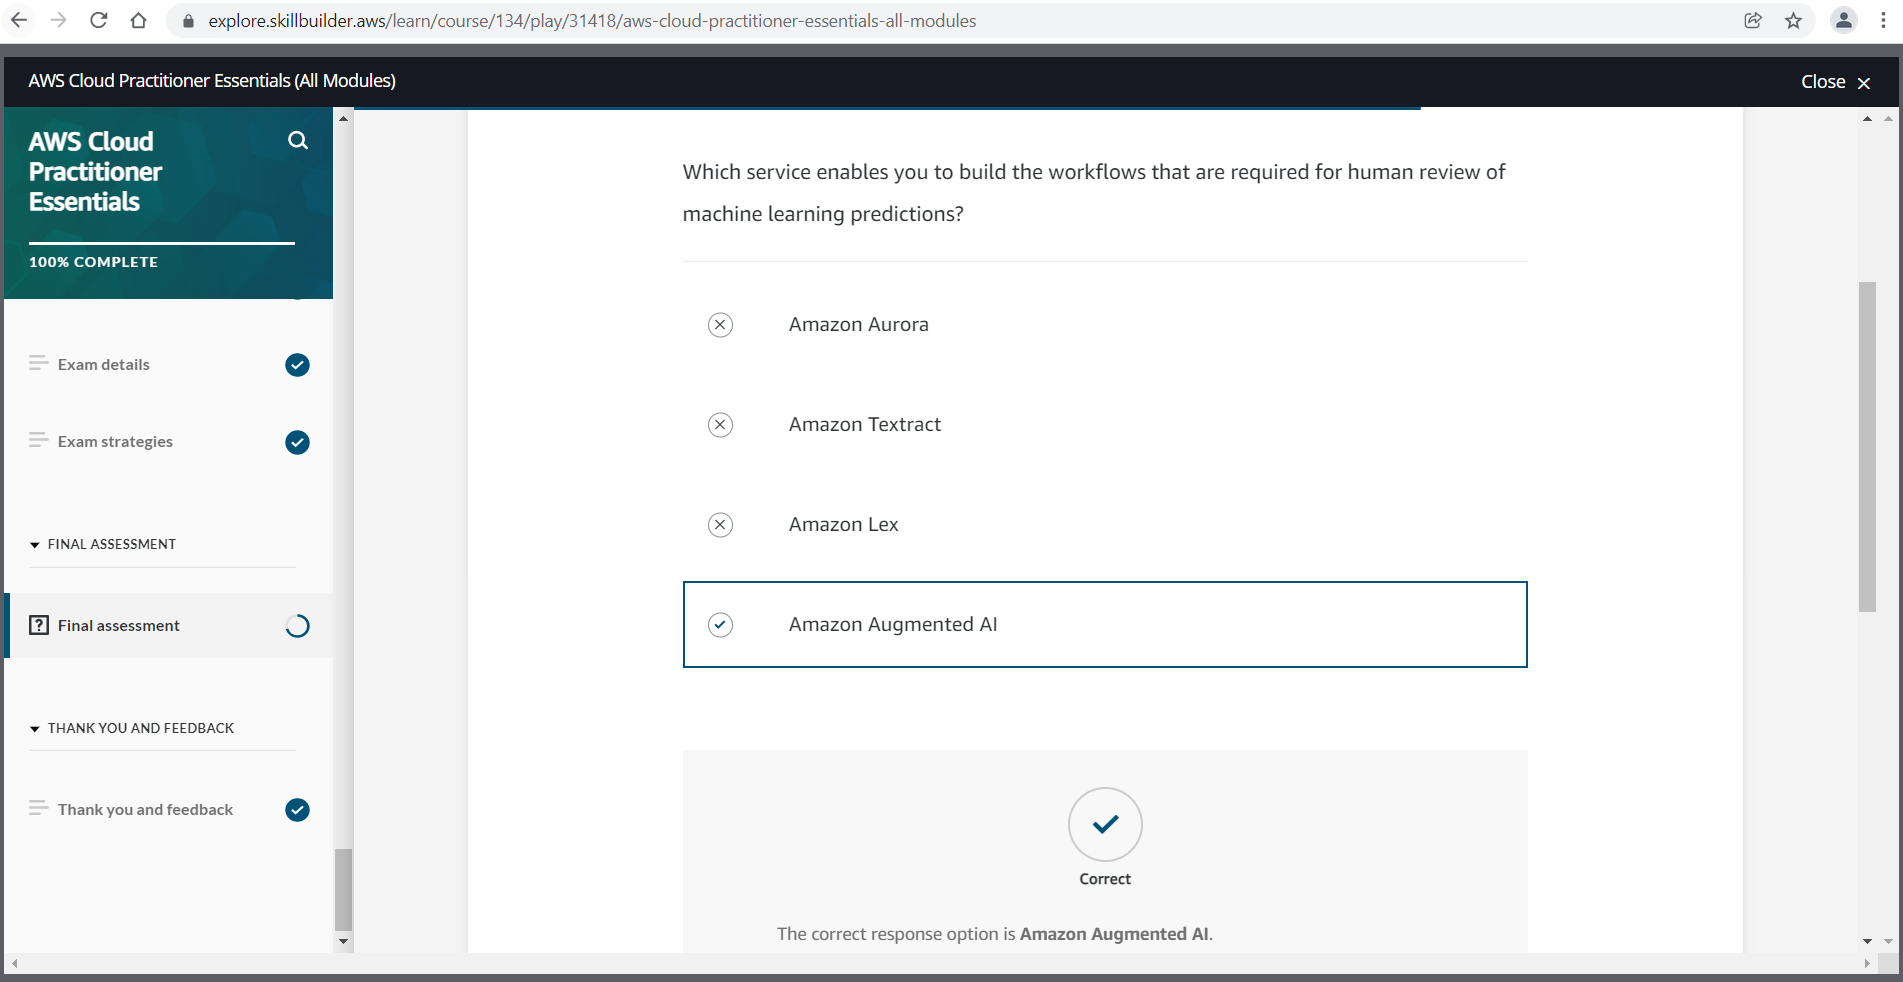 explore.skillbuilder.aws/learn/course/134/play/31418/aws-cloud-practitioner-essentials-all-modules
AWS Cloud Practitioner Essentials (All Modules)
Close
AWS Cloud
Practitioner
Essentials
100% COMPLETE
Exam details
Exam strategies
FINAL ASSESSMENT
Final assessment
THANK YOU AND FEEDBACK
Thank you and feedback
Which service enables you to build the workflows that are required for human review of
machine learning predictions?
Amazon Aurora
Amazon Textract
Amazon Lex
Amazon Augmented AI
Correct
The correct response option is Amazon Augmented AI.